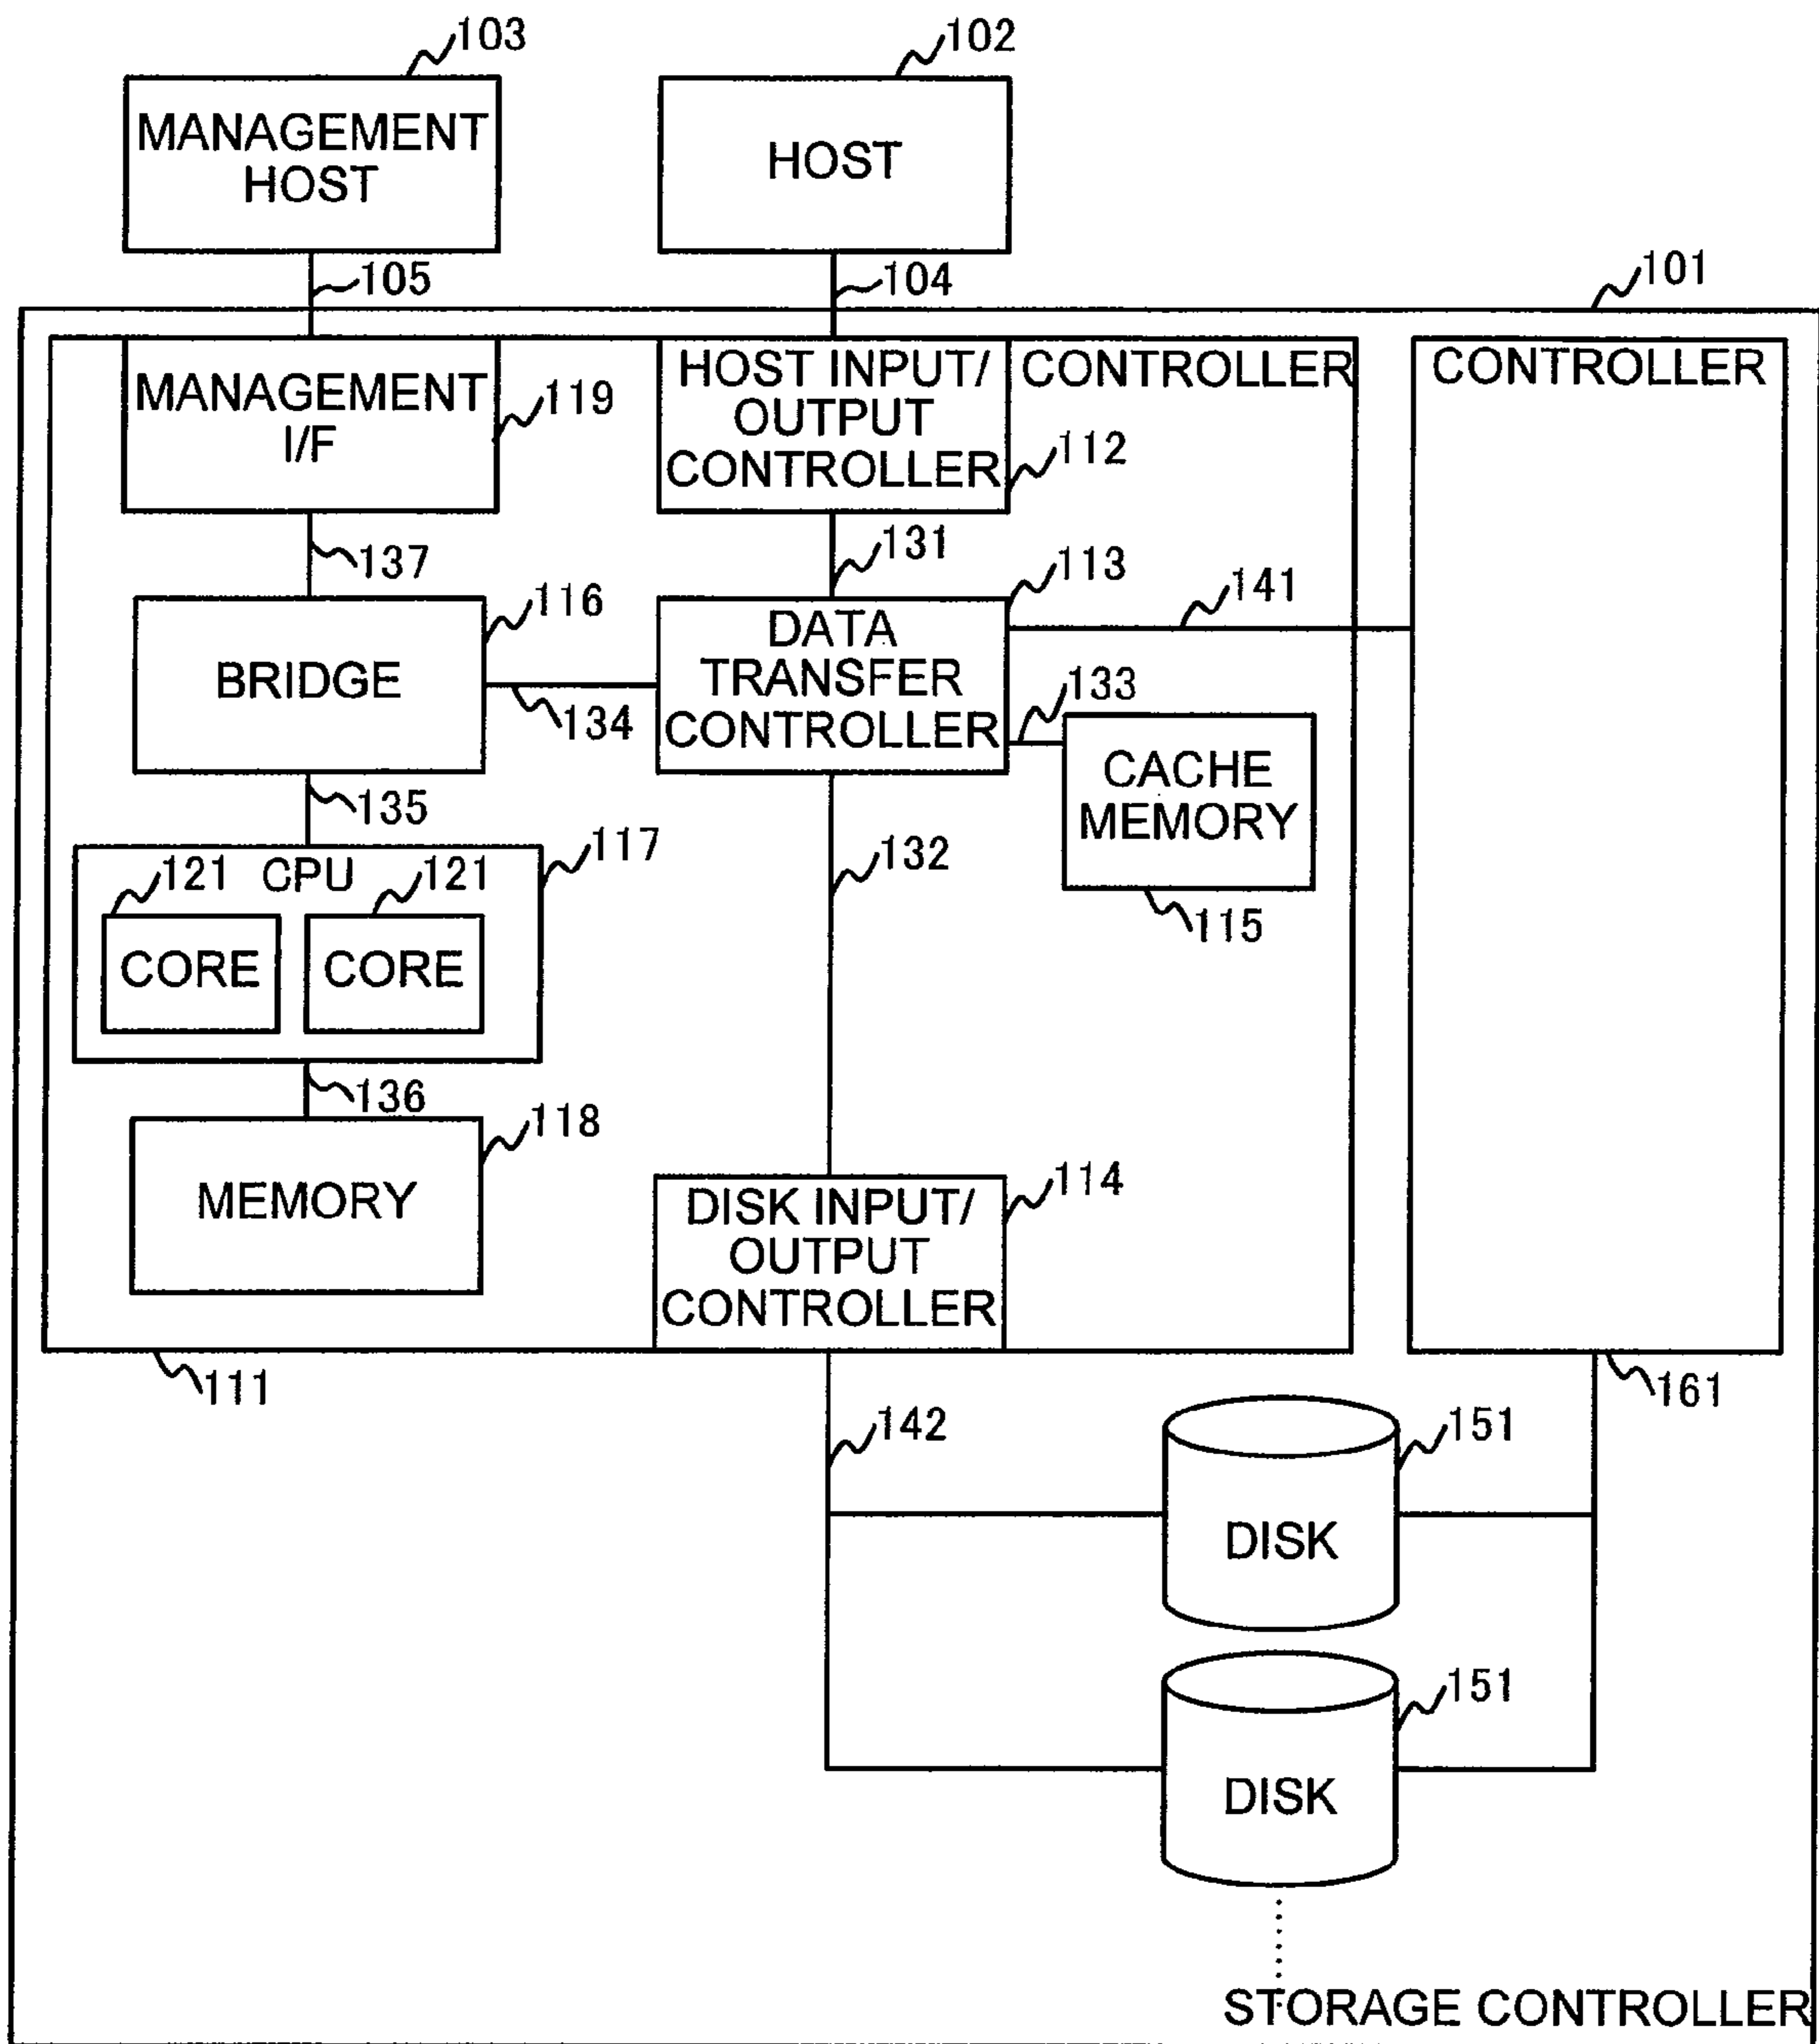 103
102
MANAGEMENT
HOST
HOST
105
104
101
MANAGEMENT
I/F
119
HOST INPUT/
OUTPUT
CONTROLLER
112
CONTROLLER
CONTROLLER
137
131
113
141
116
BRIDGE
134
DATA
TRANSFER
CONTROLLER
133
CACHE
MEMORY
115
135
117
121
CPU
121
CORE
CORE
132
136
118
MEMORY
114
DISK INPUT/
OUTPUT
CONTROLLER
111
161
142
151
DISK
151
DISK
STORAGE CONTROLLER